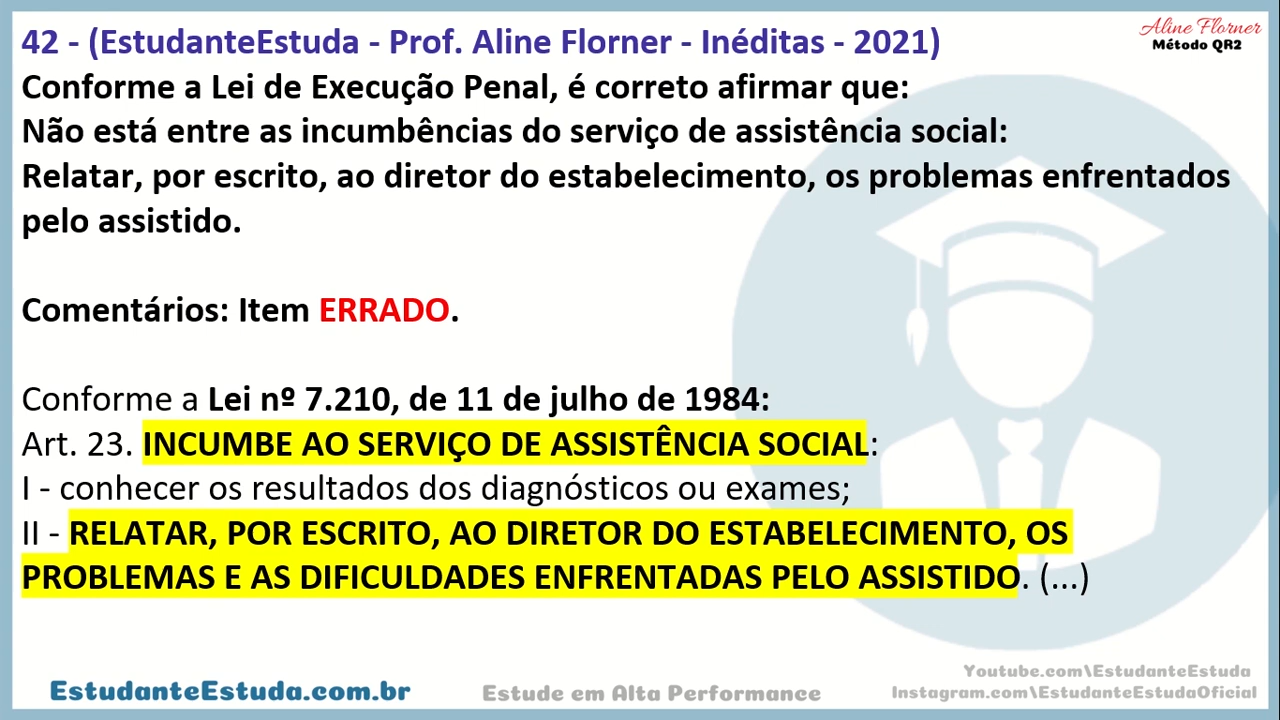 42 - (EstudanteEstuda - Prof. Aline Florner - Inéditas - 2021)
Aline Florner
Método QR2
Conforme a Lei de Execução Penal, é correto afirmar que:
Não está entre as incumbências do serviço de assistência social:
Relatar, por escrito, ao diretor do estabelecimento, os problemas enfrentados
pelo assistido.
Comentários: Item ERRADO.
Conforme a Lei nº 7.210, de 11 de julho de 1984:
Art. 23. INCUMBE AO SERVIÇO DE ASSISTÊNCIA SOCIAL:
I - conhecer os resultados dos diagnósticos ou exames;
II - RELATAR, POR ESCRITO, AO DIRETOR DO ESTABELECIMENTO, OS
PROBLEMAS E AS DIFICULDADES ENFRENTADAS PELO ASSISTIDO. (...)
EstudanteEstuda.com.br
Estude em Alta Performance
Youtube.com\EstudanteEstuda
Instagram.com\EstudanteEstudaOficial